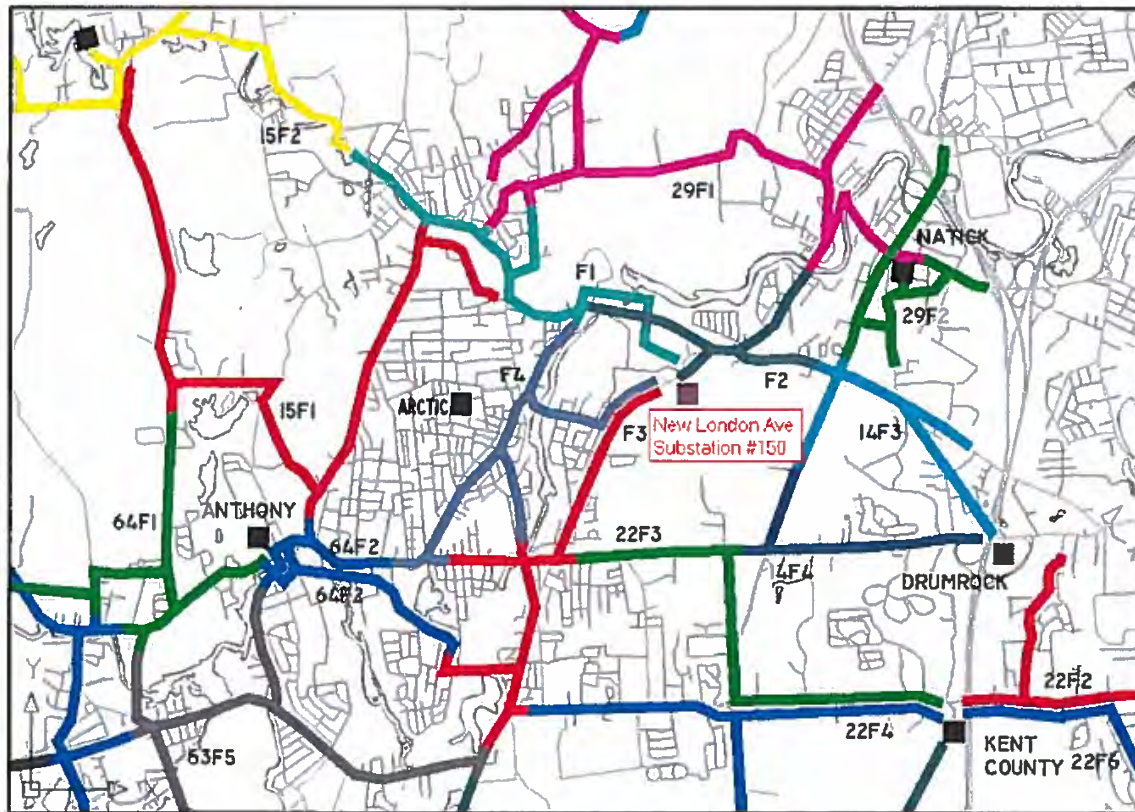 15F2
29F1
NATICK
F1
29F2
F4
F2
ARCTIC
15F1
F3
New London Ave
Substation #150
14F3
64F1
ANTHONY
64F2
22F3
64F2
DRUMROCK
22F2
63F5
22F4
KENT
COUNTY
22F6
Y